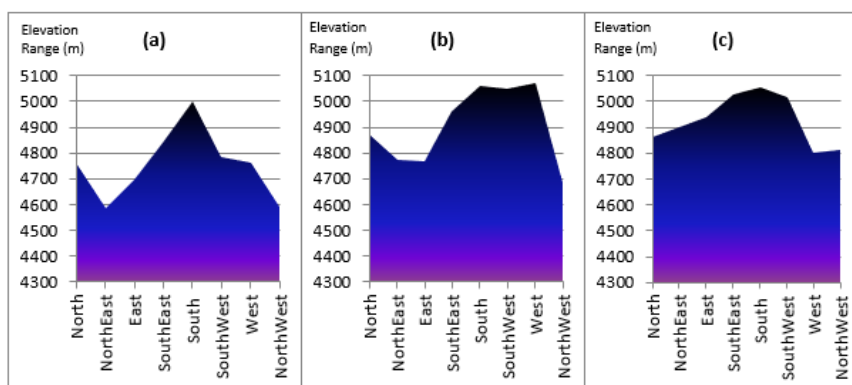 Elevation
Range (m)
(a)
5100
5000
4900
4800
4700
4600
4500
4400
4300
North
NorthEast
East
SouthEast
South
SouthWest
West
NorthWest
Elevation
Range (m)
(b)
5100
5000
4900
4800
4700
4600
4500
4400
4300
North
NorthEast
East
SouthEast
South
SouthWest
West
NorthWest
Elevation
Range (m)
(c)
5100
5000
4900
4800
4700
4600
4500
4400
4300
North
NorthEast
East
SouthEast
South
SouthWest
West
NorthWest